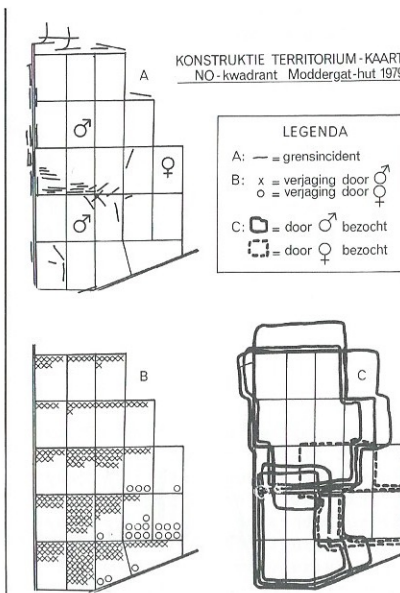 KONSTRUKTIE TERRITORIUM-KAART
NO-kwadrant Moddergat-hut 1979
A
♂
♀
♂
LEGENDA
A: — = grensincident
B: x = verjaging door ♂
o = verjaging door ♀
C: = door ♂ bezocht
= door ♀ bezocht
B
C